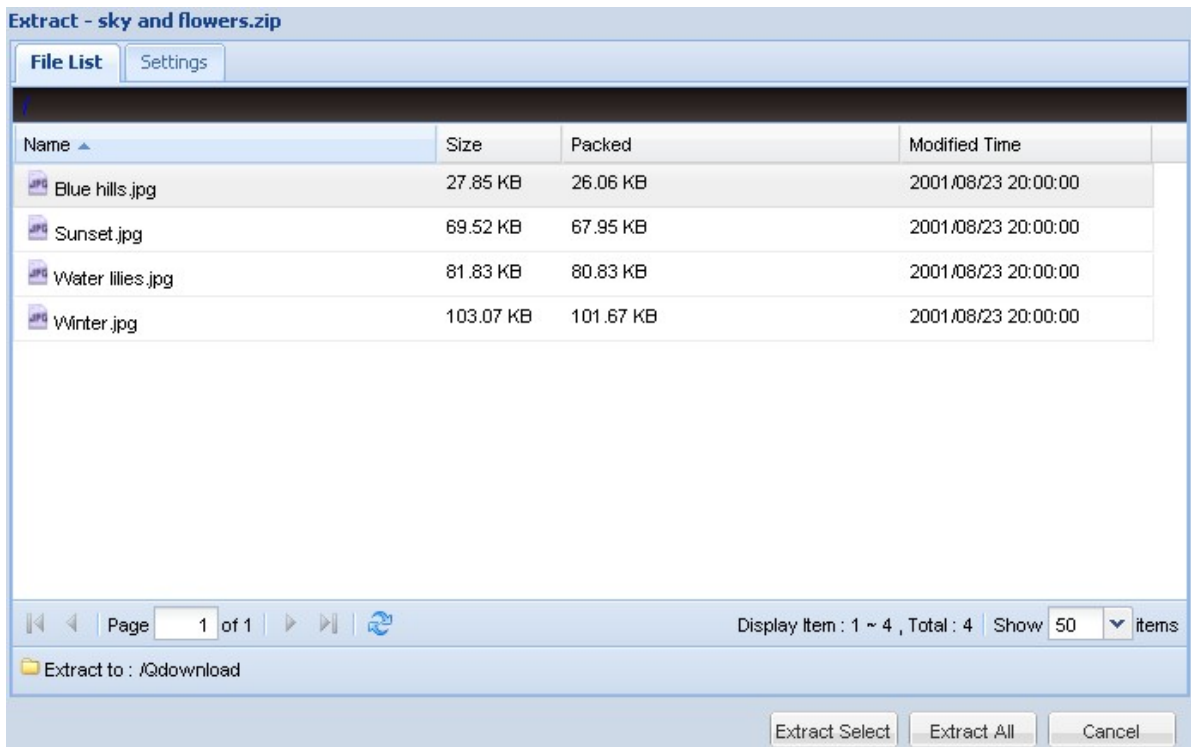 Extract - sky and flowers.zip
File List Settings
/
Name Size Packed Modified Time
JPG Blue hills.jpg 27.85 KB 26.06 KB 2001/08/23 20:00:00
JPG Sunset.jpg 69.52 KB 67.95 KB 2001/08/23 20:00:00
JPG Water lilies.jpg 81.83 KB 80.83 KB 2001/08/23 20:00:00
JPG Winter.jpg 103.07 KB 101.67 KB 2001/08/23 20:00:00
Page 1 of 1 Display Item : 1 ~ 4 , Total : 4 Show 50 items
Extract to : /Qdownload
Extract Select Extract All Cancel